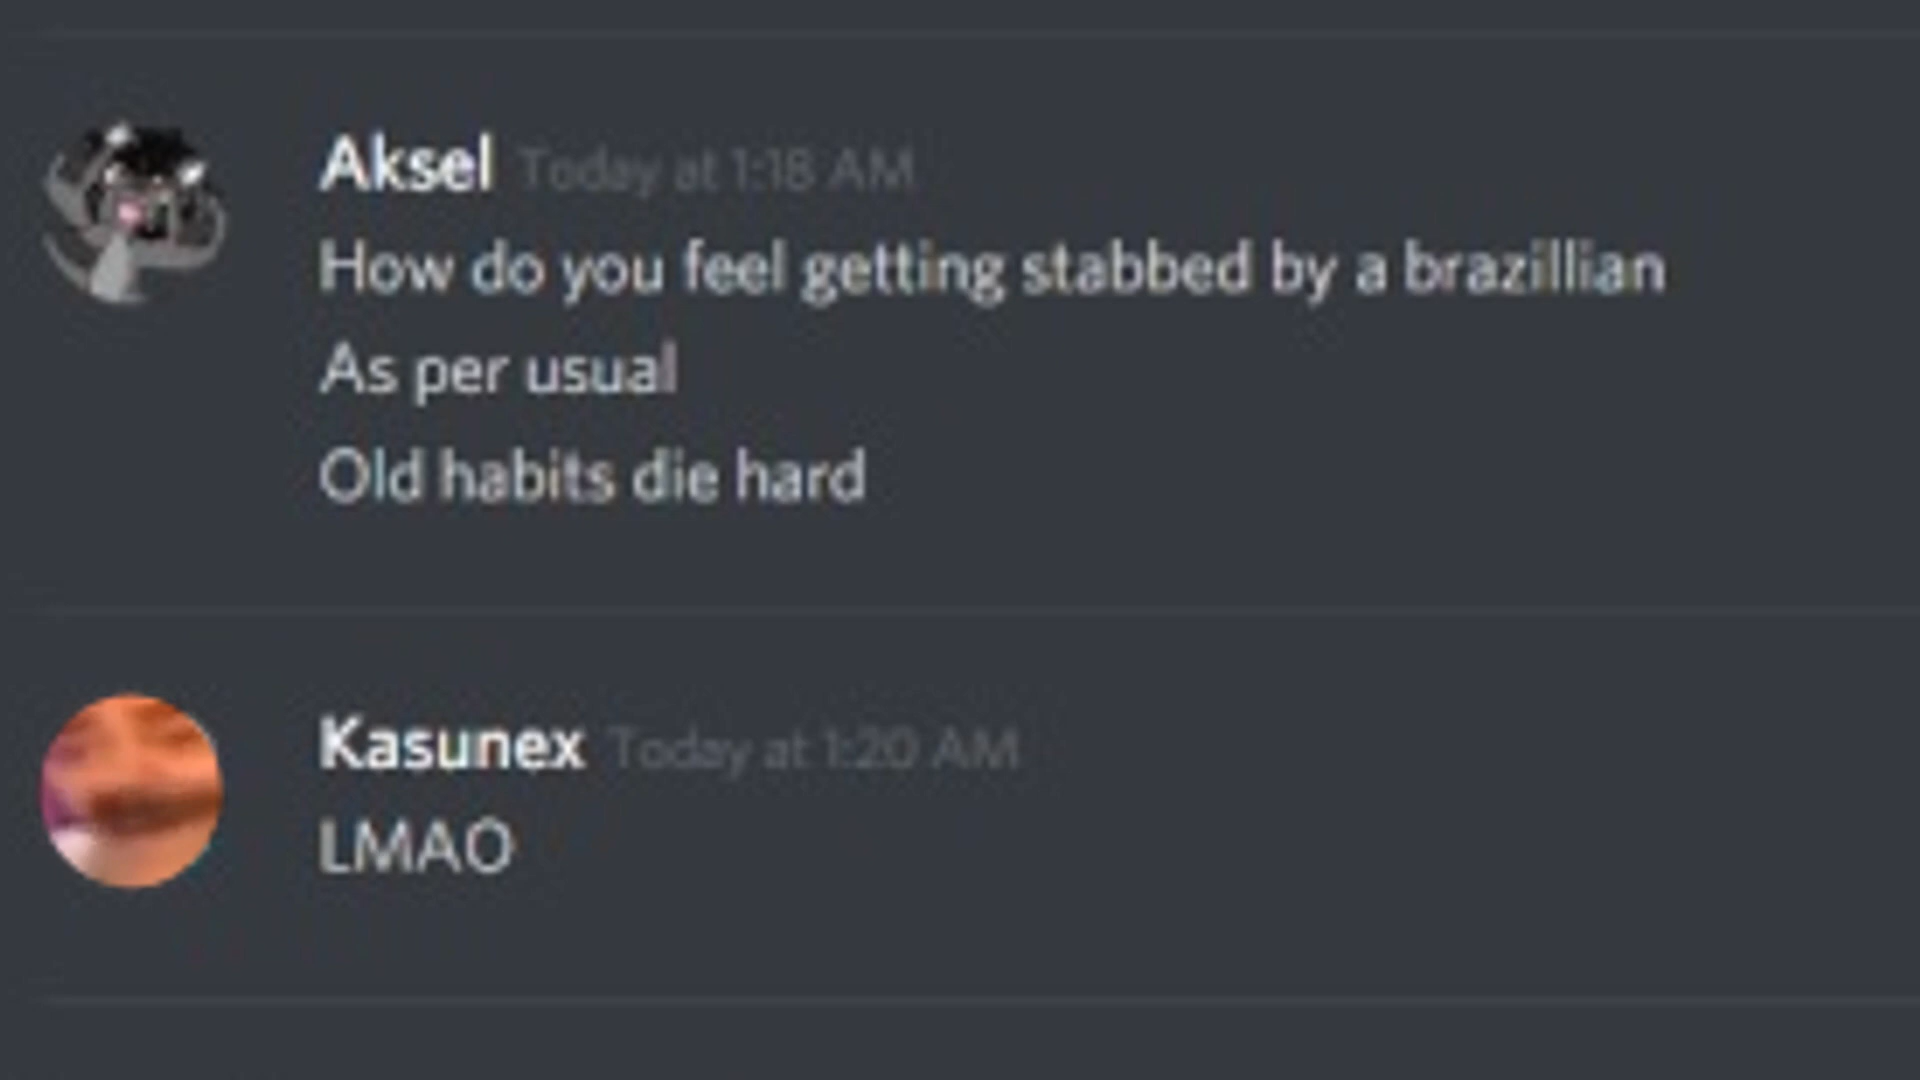 Aksel Today at 1:18 AM
How do you feel getting stabbed by a brazillian
As per usual
Old habits die hard
Kasunex Today at 1:20 AM
LMAO